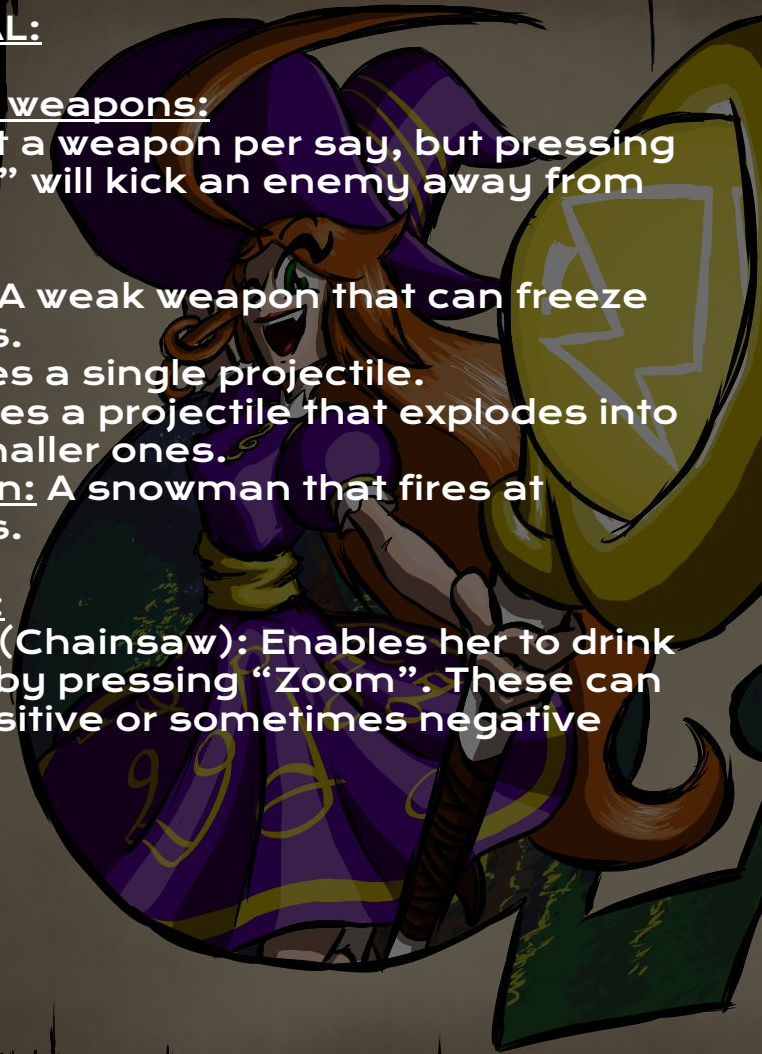 AL:
weapons:
t a weapon per say, but pressing
” will kick an enemy away from
A weak weapon that can freeze
s.
es a single projectile.
es a projectile that explodes into
maller ones.
n: A snowman that fires at
s.
:
(Chainsaw): Enables her to drink
by pressing “Zoom”. These can
sitive or sometimes negative